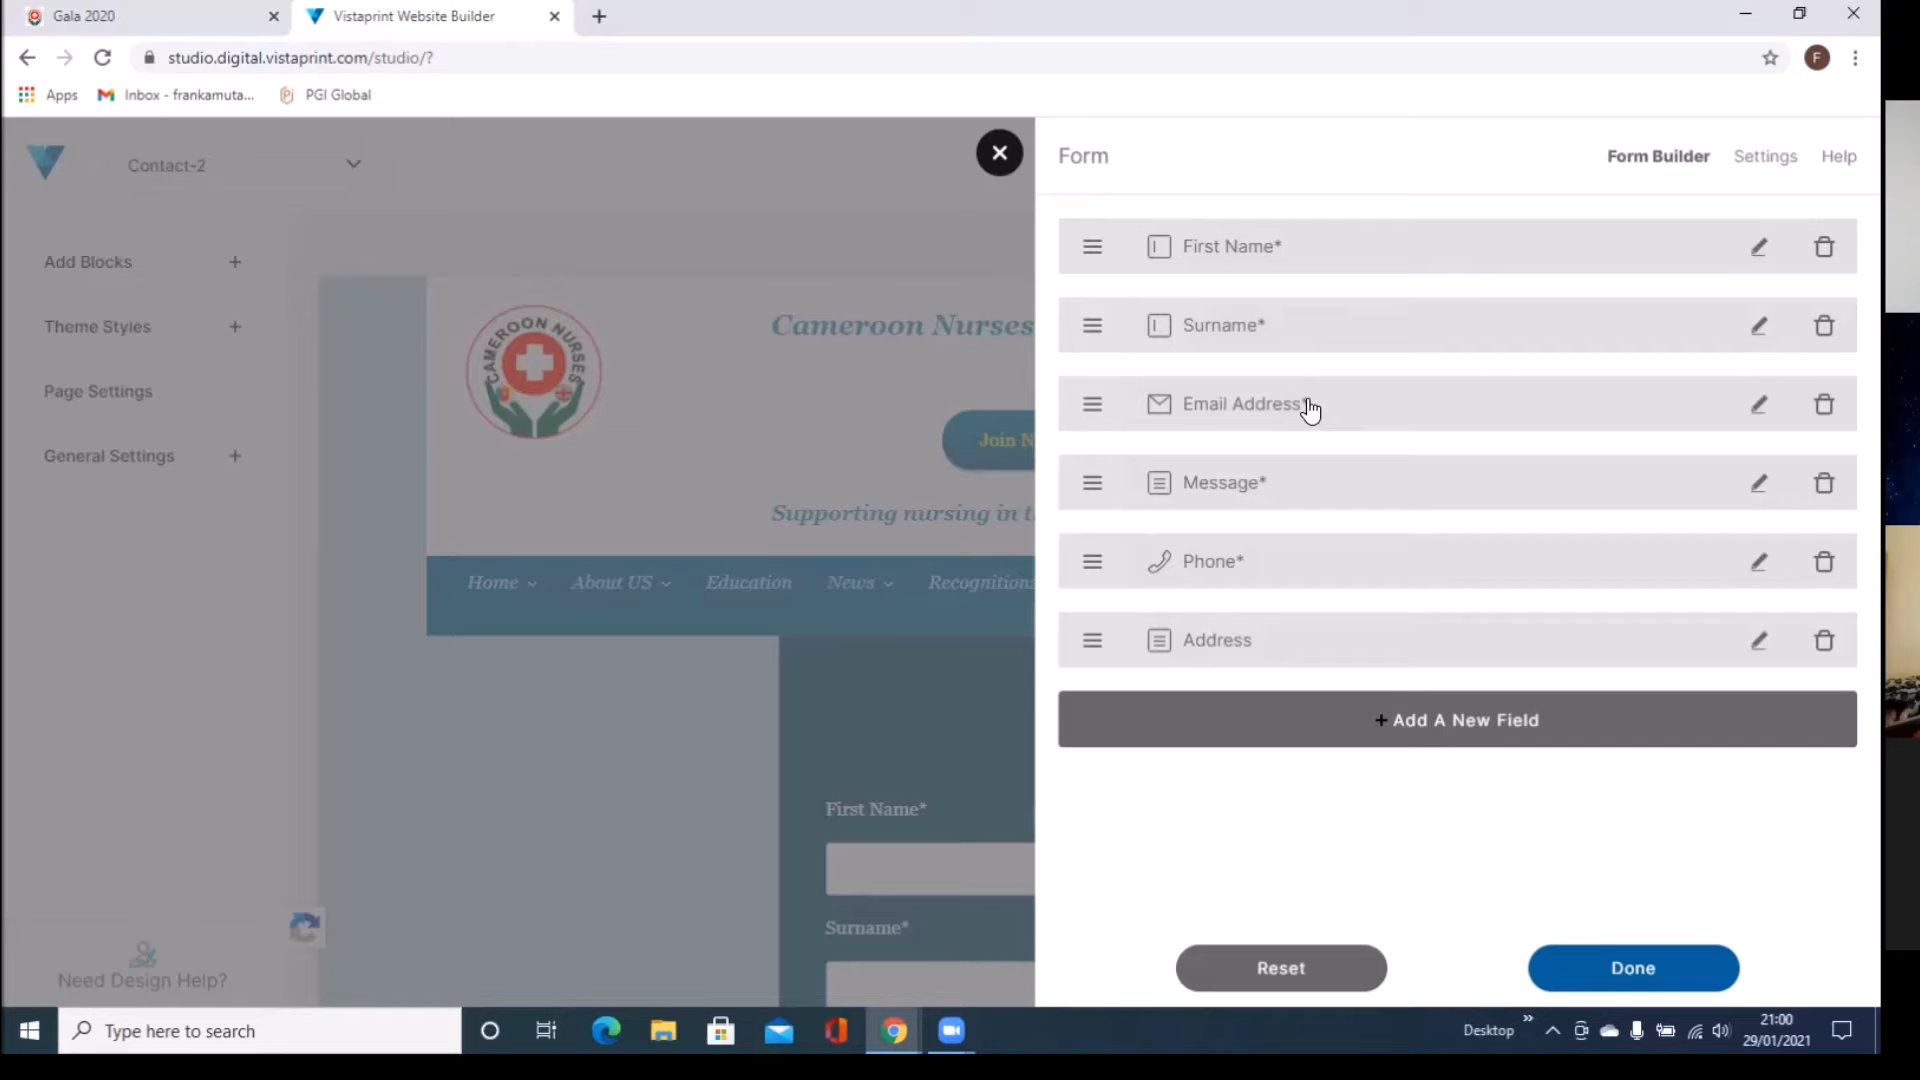 Gala 2020
Vistaprint Website Builder
studio.digital.vistaprint.com/studio/?
F
Apps
Inbox - frankamuta...
PGI Global
Contact-2
Form
Form Builder
Settings
Help
Add Blocks
Theme Styles
Page Settings
General Settings
CAMEROON NURSES
Cameroon Nurses
Join N
Supporting nursing in t
Home
About US
Education
News
Recognitions
First Name*
Surname*
First Name*
Surname*
Email Address*
Message*
Phone*
Address
+ Add A New Field
Reset
Done
Need Design Help?
Type here to search
Desktop
21:00
29/01/2021